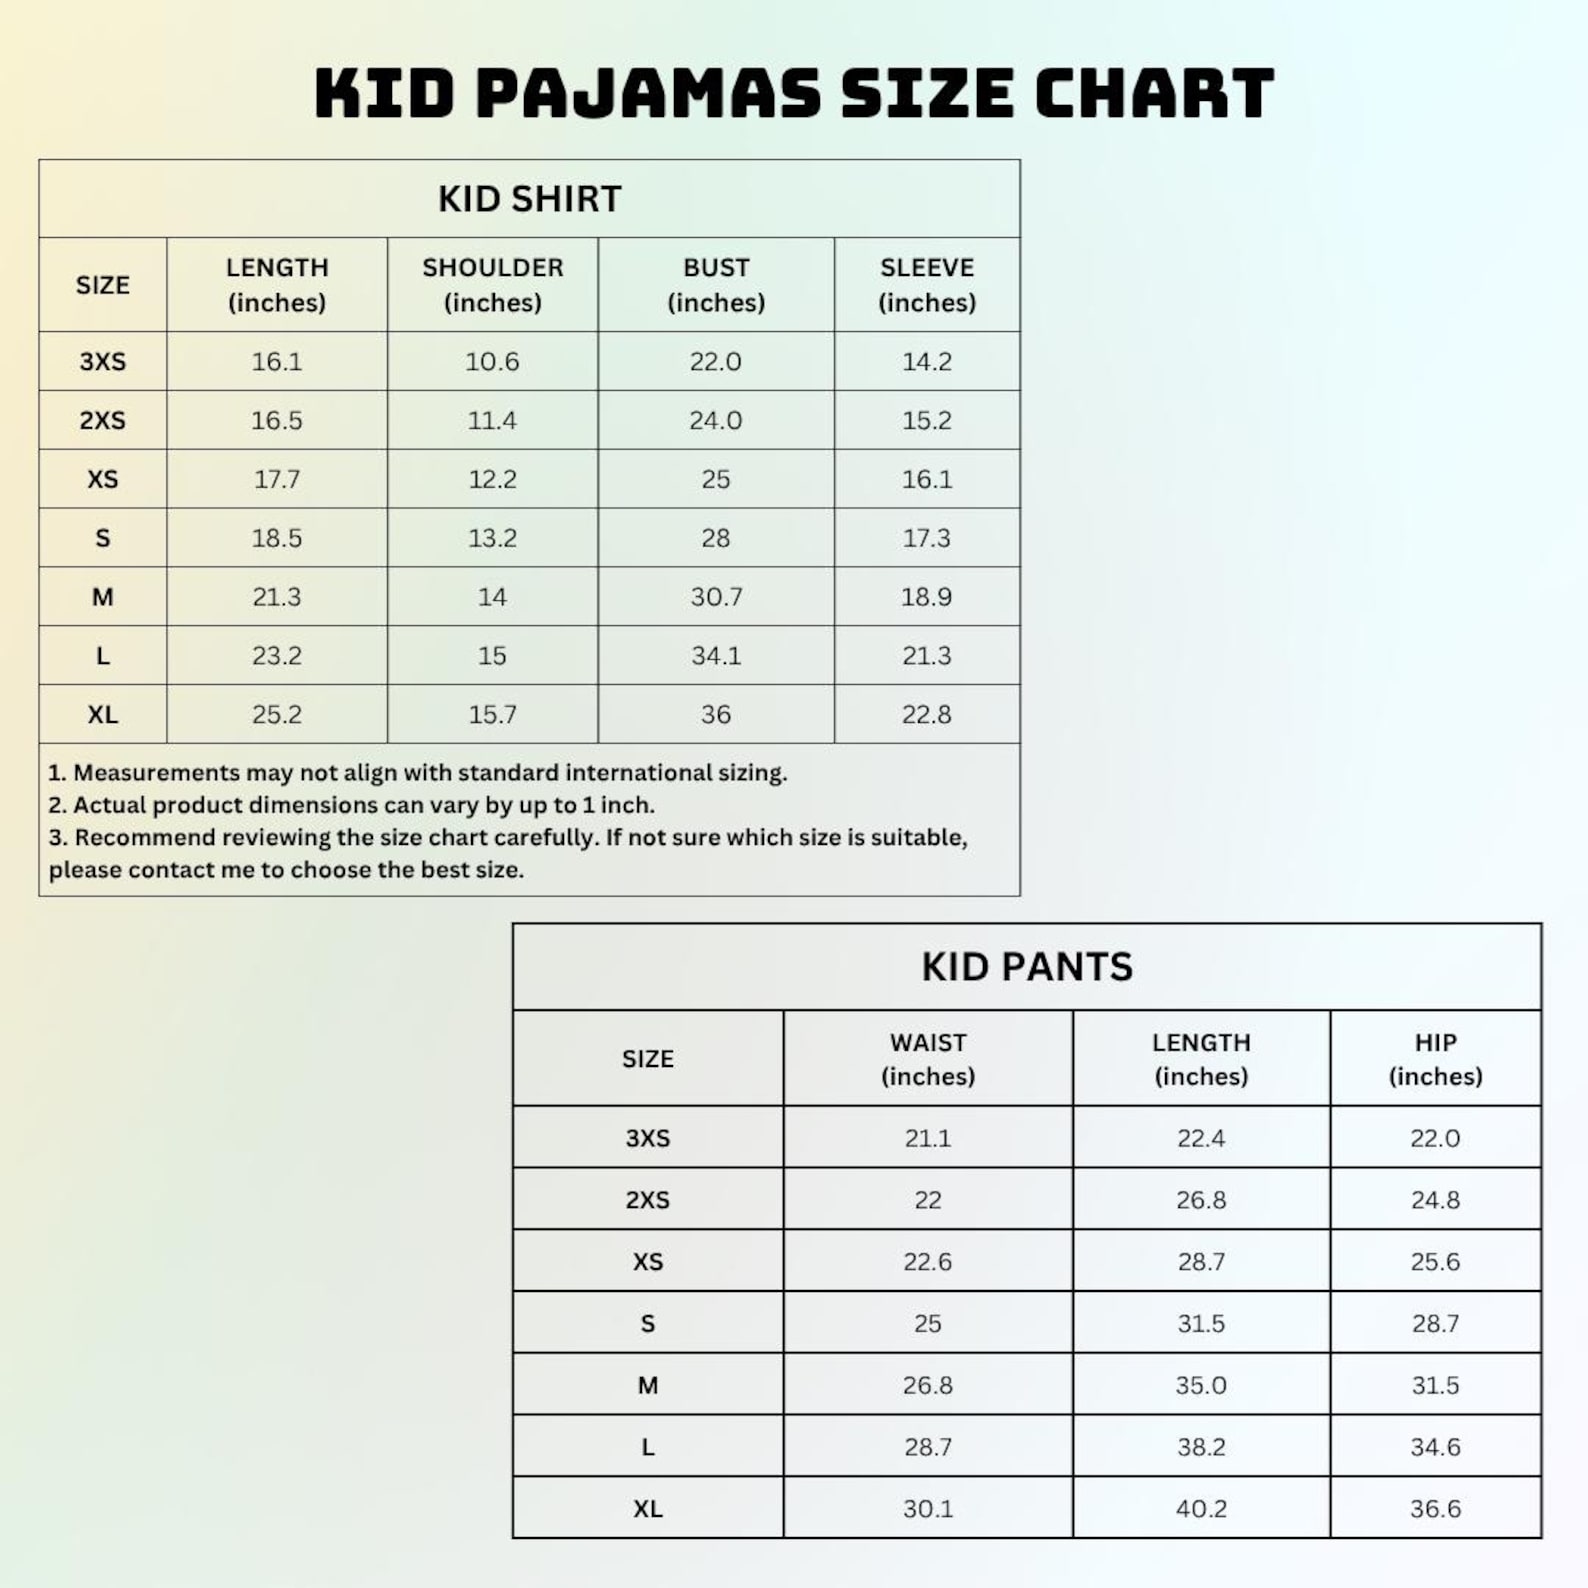 KID PAJAMAS SIZE CHART
KID SHIRT
SIZE LENGTH (inches) SHOULDER (inches) BUST (inches) SLEEVE (inches)
3XS 16.1 10.6 22.0 14.2
2XS 16.5 11.4 24.0 15.2
XS 17.7 12.2 25 16.1
S 18.5 13.2 28 17.3
M 21.3 14 30.7 18.9
L 23.2 15 34.1 21.3
XL 25.2 15.7 36 22.8
1. Measurements may not align with standard international sizing.
2. Actual product dimensions can vary by up to 1 inch.
3. Recommend reviewing the size chart carefully. If not sure which size is suitable,
please contact me to choose the best size.
KID PANTS
SIZE WAIST (inches) LENGTH (inches) HIP (inches)
3XS 21.1 22.4 22.0
2XS 22 26.8 24.8
XS 22.6 28.7 25.6
S 25 31.5 28.7
M 26.8 35.0 31.5
L 28.7 38.2 34.6
XL 30.1 40.2 36.6